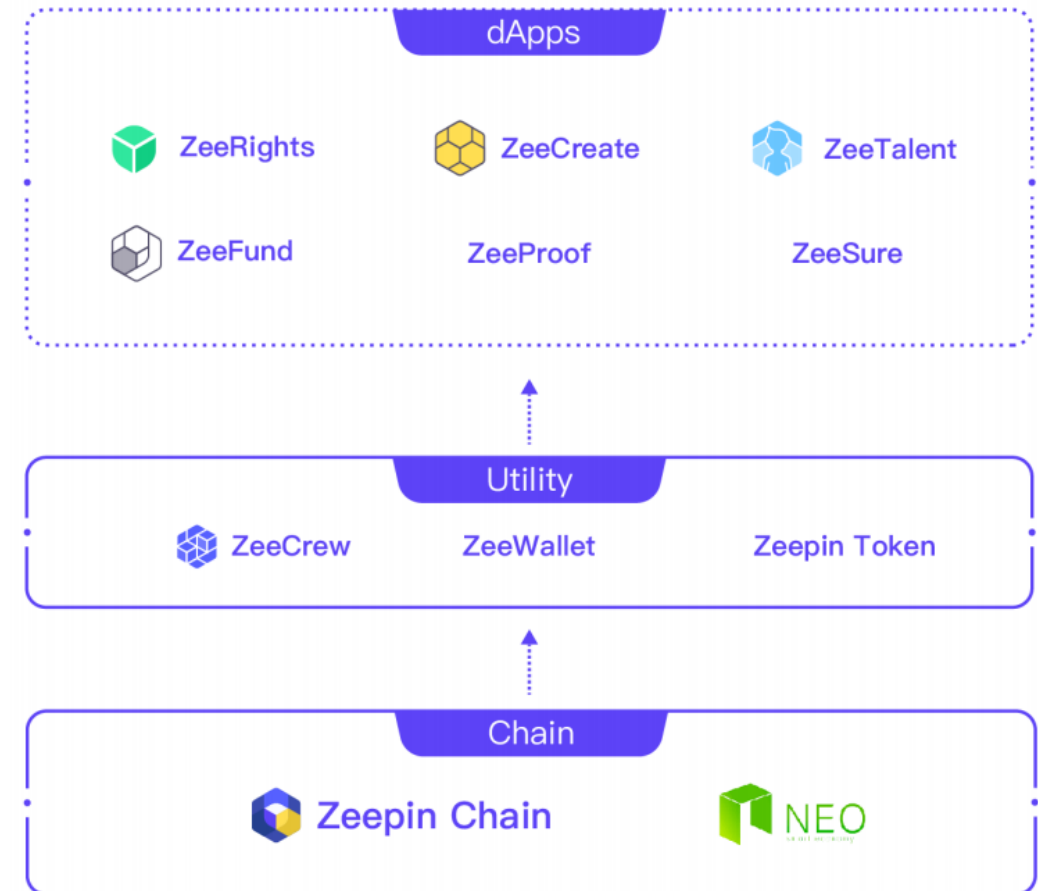 dApps
ZeeRights ZeeCreate ZeeTalent
ZeeFund ZeeProof ZeeSure
Utility
ZeeCrew ZeeWallet Zeepin Token
Chain
Zeepin Chain NEO